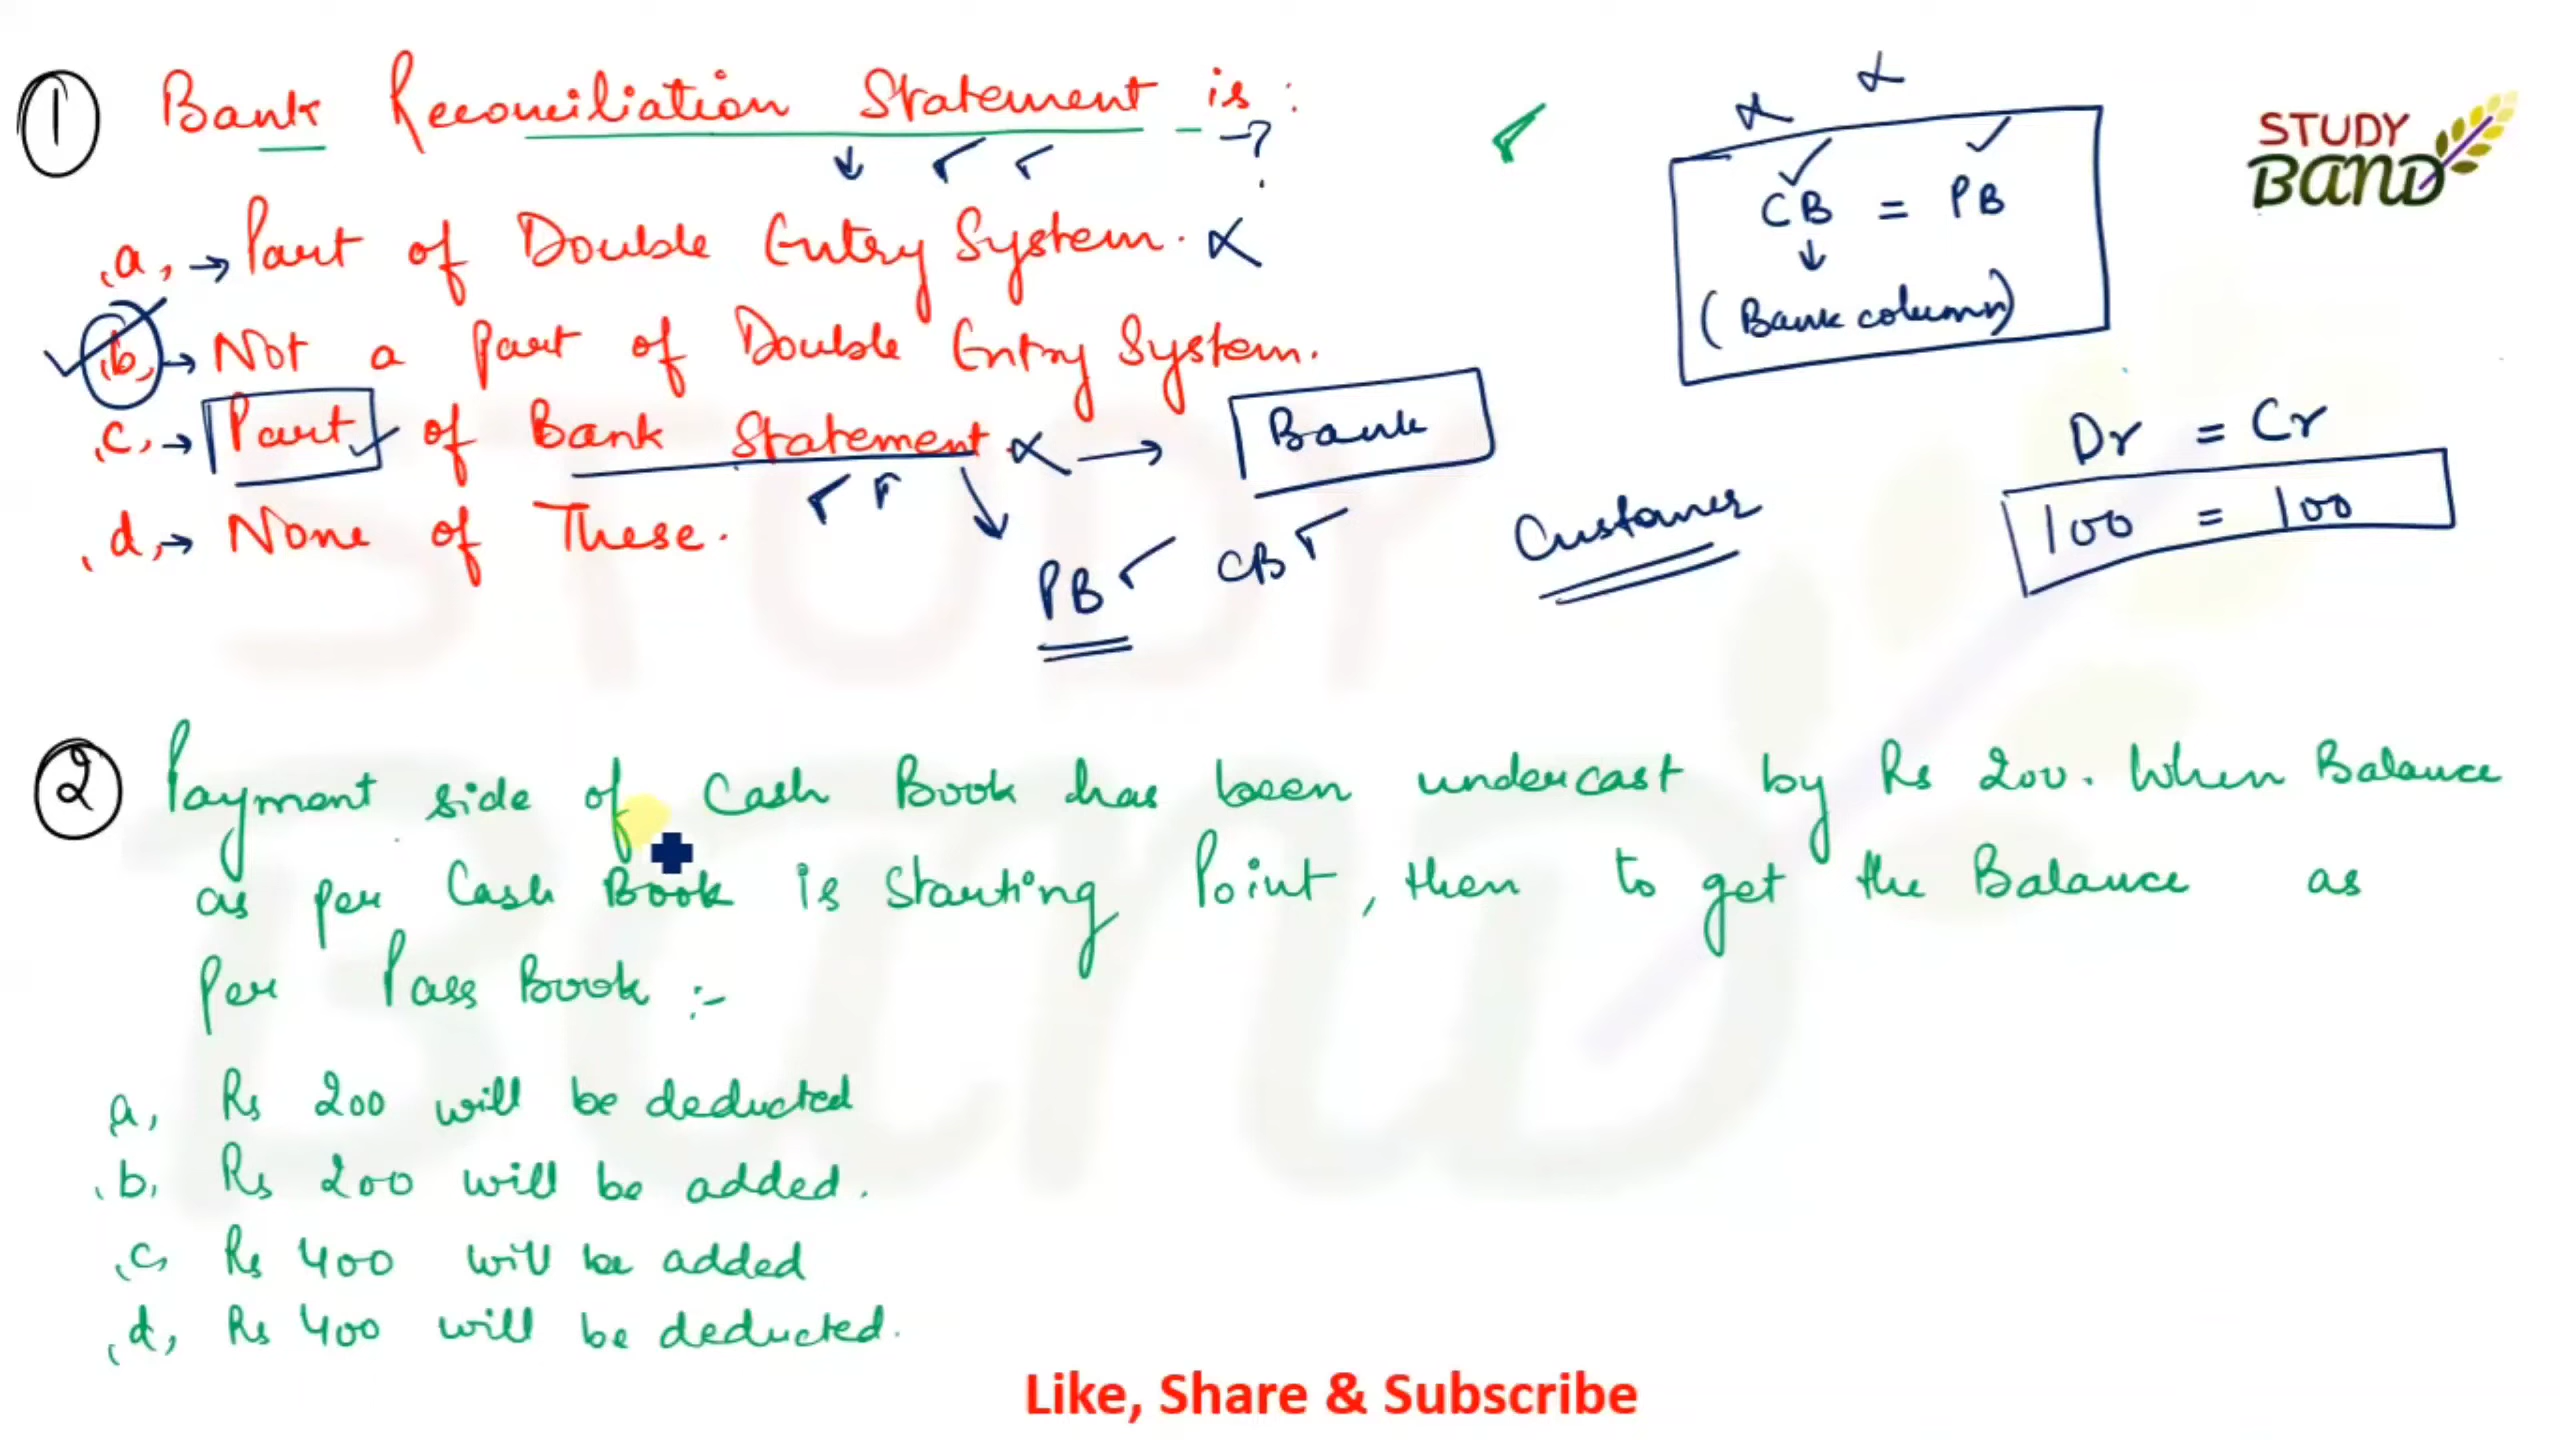 1 Bank Reconciliation Statement is : -?
a, → Part of Double Entry System. ×
b, → Not a Part of Double Entry System.
c, → Part of Bank Statement × → Bank
d, → None of These.
PB CB
Customer
CB = PB
(Bank column)
Dr = Cr
100 = 100
STUDY
BAND
2 Payment side of Cash Book has been undercast by Rs 200. When Balance
as per Cash Book is Starting Point, then to get the Balance as
Per Pass Book :-
a, Rs 200 will be deducted
b, Rs 200 will be added.
c, Rs 400 will be added
d, Rs 400 will be deducted.
Like, Share & Subscribe